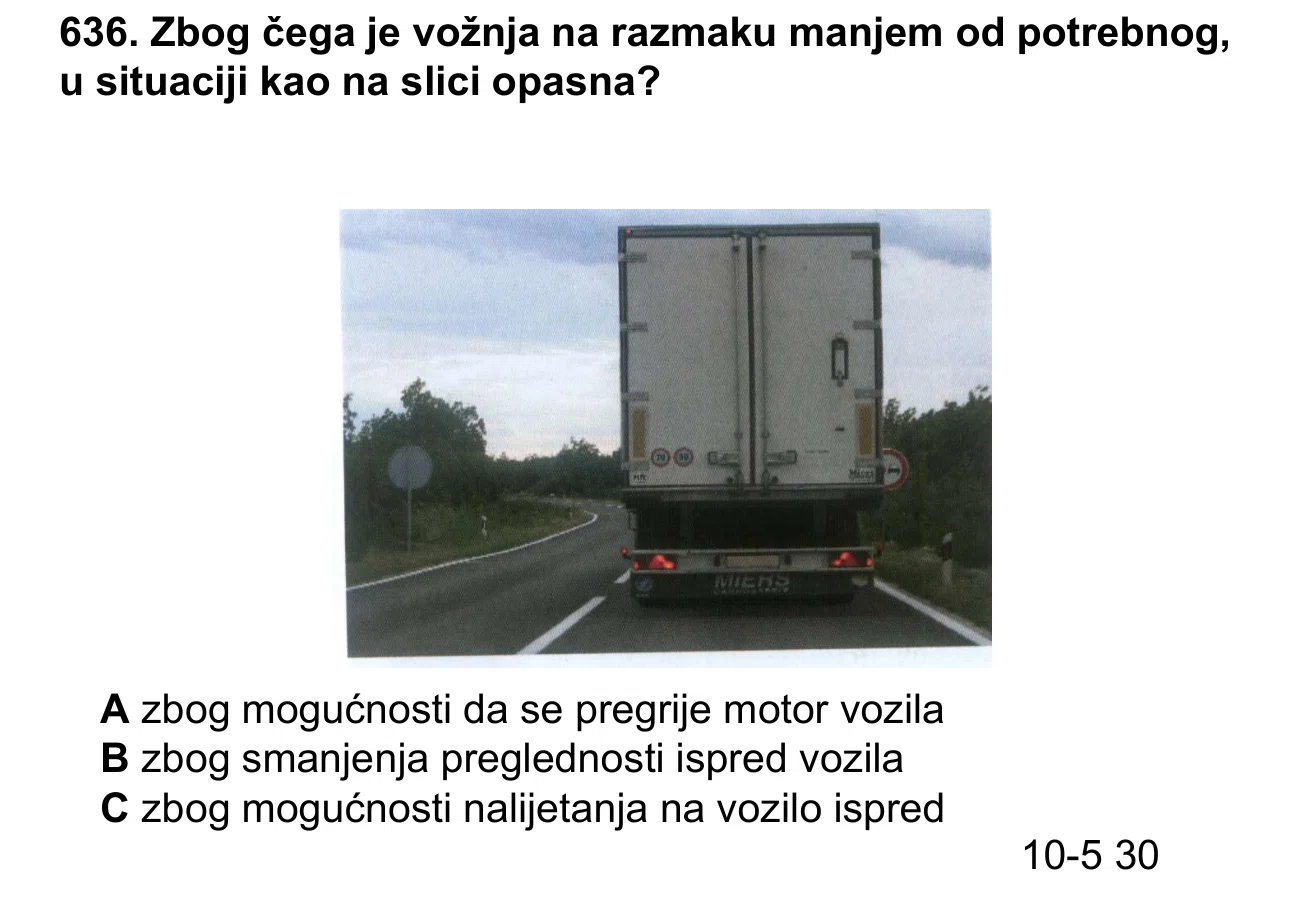 636. Zbog čega je vožnja na razmaku manjem od potrebnog,
u situaciji kao na slici opasna?
MIERS
A zbog mogućnosti da se pregrije motor vozila
B zbog smanjenja preglednosti ispred vozila
C zbog mogućnosti nalijetanja na vozilo ispred
10-5 30